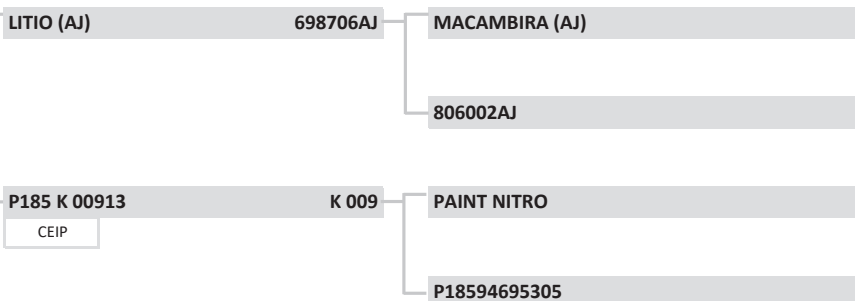 LITIO (AJ) 698706AJ MACAMBIRA (AJ)
806002AJ
P185 K 00913 K 009 PAINT NITRO
CEIP
P18594695305